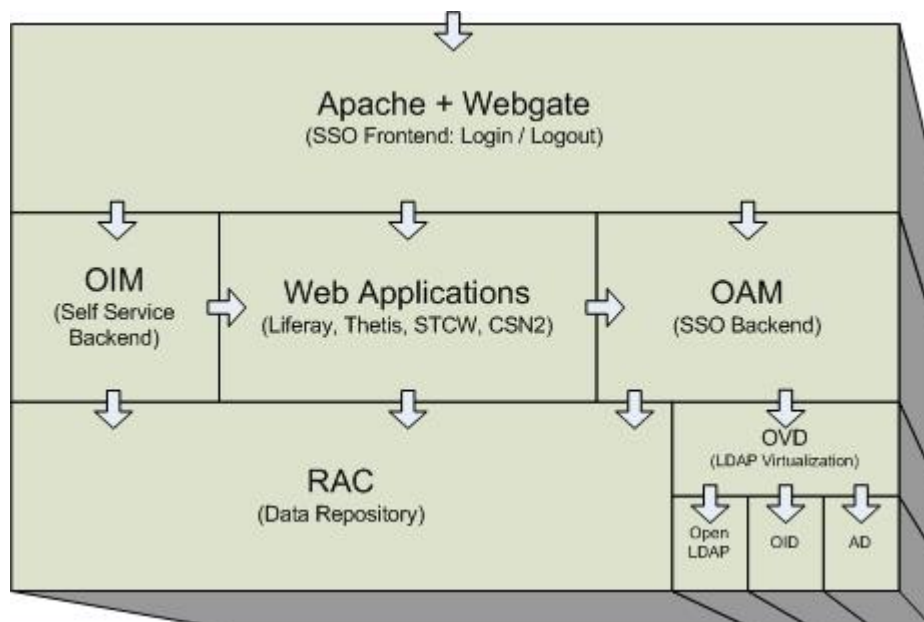 Apache + Webgate
(SSO Frontend: Login / Logout)
OIM
(Self Service
Backend)
Web Applications
(Liferay, Thetis, STCW, CSN2)
OAM
(SSO Backend)
RAC
(Data Repository)
OVD
(LDAP Virtualization)
Open
LDAP
OID
AD